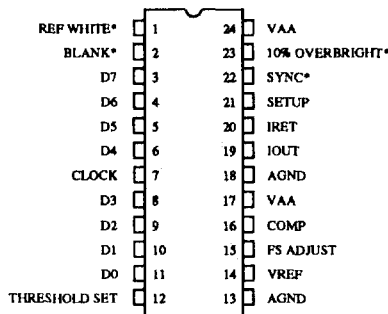 REF WHITE* 1 24 VAA
BLANK* 2 23 10% OVERBRIGHT*
D7 3 22 SYNC*
D6 4 21 SETUP
D5 5 20 IRET
D4 6 19 IOUT
CLOCK 7 18 AGND
D3 8 17 VAA
D2 9 16 COMP
D1 10 15 FS ADJUST
D0 11 14 VREF
THRESHOLD SET 12 13 AGND